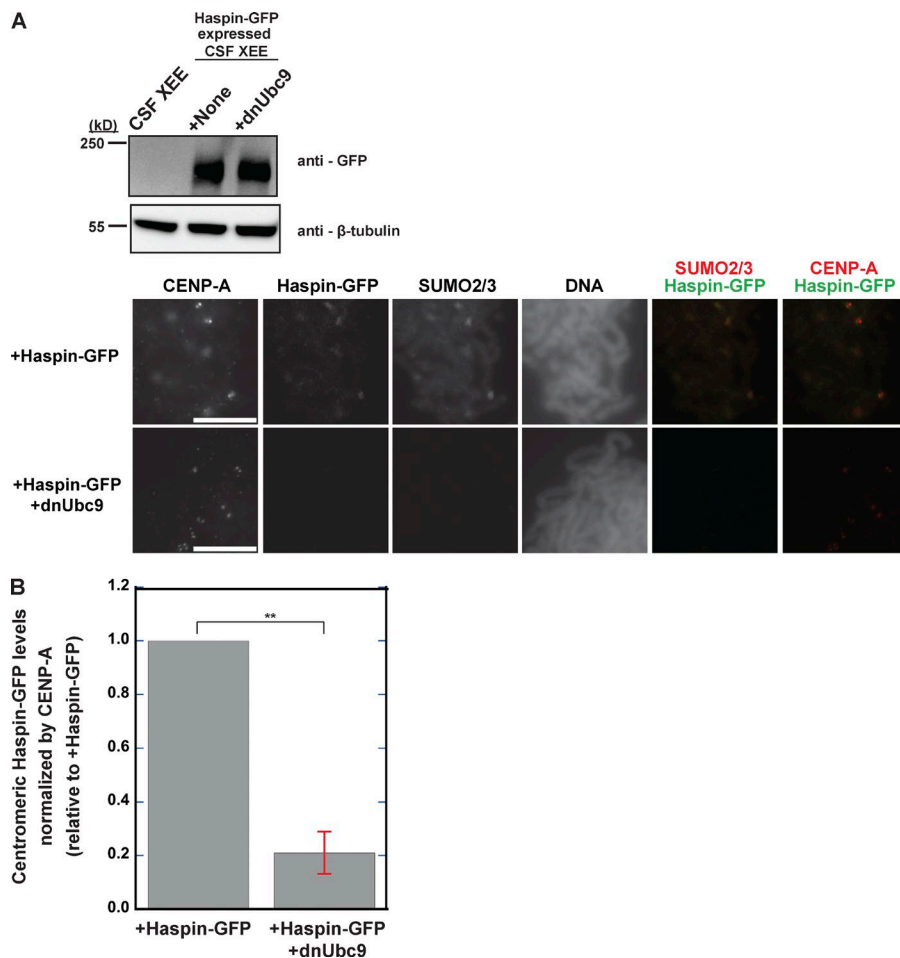 A
Haspin-GFP
expressed
CSF XEE
CSF XEE
+None
+dnUbc9
(kD)
250
anti - GFP
55
anti - β-tubulin
SUMO2/3
CENP-A
CENP-A
Haspin-GFP
SUMO2/3
DNA
Haspin-GFP
Haspin-GFP
+Haspin-GFP
+Haspin-GFP
+dnUbc9
B
Centromeric Haspin-GFP levels
normalized by CENP-A
(relative to +Haspin-GFP)
1.2
1.0
0.8
0.6
0.4
0.2
0.0
**
+Haspin-GFP
+Haspin-GFP
+dnUbc9